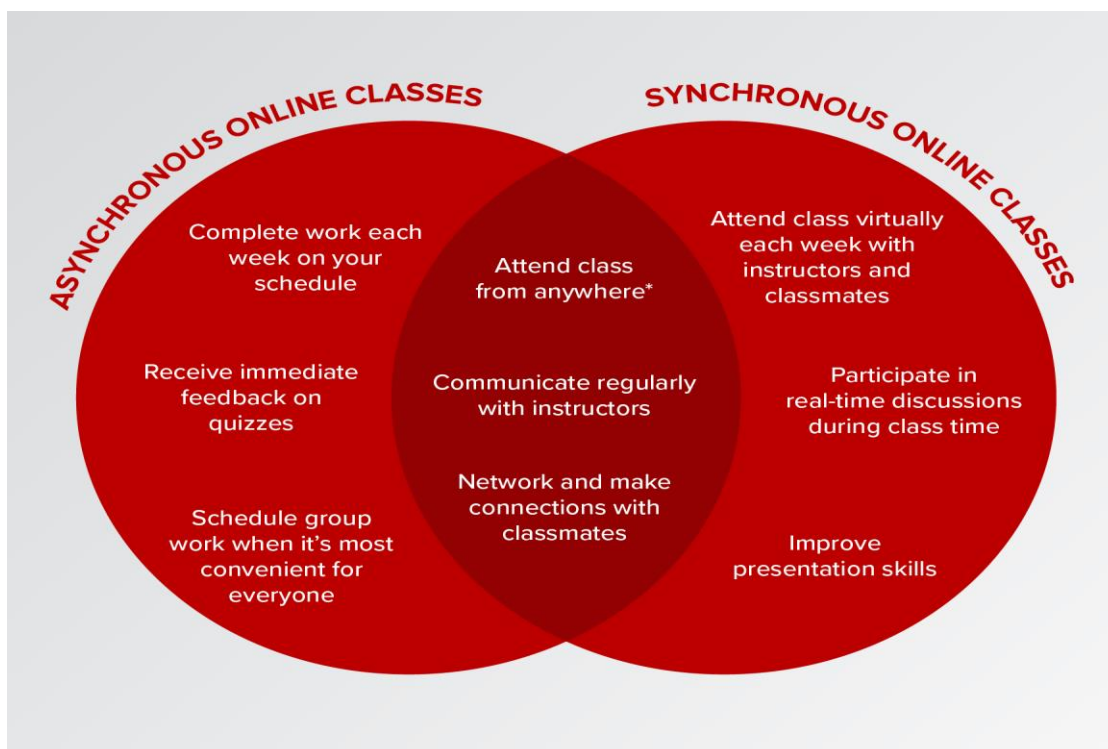 ASYNCHRONOUS ONLINE CLASSES
Complete work each
week on your
schedule
Receive immediate
feedback on
quizzes
Schedule group
work when it’s most
convenient for
everyone
Attend class
from anywhere*
Communicate regularly
with instructors
Network and make
connections with
classmates
SYNCHRONOUS ONLINE CLASSES
Attend class virtually
each week with
instructors and
classmates
Participate in
real-time discussions
during class time
Improve
presentation skills